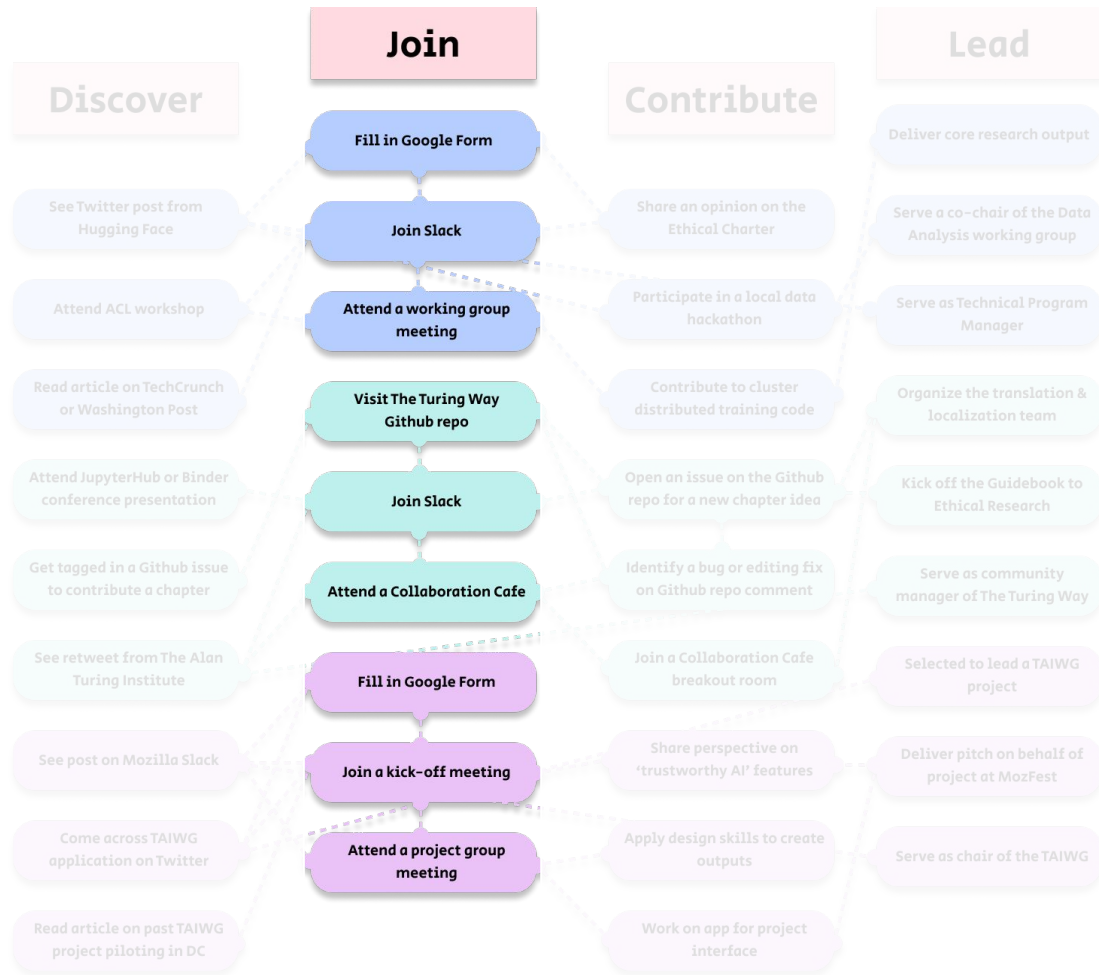 Discover
See Twitter post from
Hugging Face
Attend ACL workshop
Read article on TechCrunch
or Washington Post
Attend JupyterHub or Binder
conference presentation
Get tagged in a Github issue
to contribute a chapter
See retweet from The Alan
Turing Institute
See post on Mozilla Slack
Come across TAIWG
application on Twitter
Read article on past TAIWG
project piloting in DC
Join
Fill in Google Form
Join Slack
Attend a working group
meeting
Visit The Turing Way
Github repo
Join Slack
Attend a Collaboration Cafe
Fill in Google Form
Join a kick-off meeting
Attend a project group
meeting
Contribute
Share an opinion on the
Ethical Charter
Participate in a local data
hackathon
Contribute to cluster
distributed training code
Open an issue on the Github
repo for a new chapter idea
Identify a bug or editing fix
on Github repo comment
Join a Collaboration Cafe
breakout room
Share perspective on
‘trustworthy AI’ features
Apply design skills to create
outputs
Work on app for project
interface
Lead
Deliver core research output
Serve a co-chair of the Data
Analysis working group
Serve as Technical Program
Manager
Organize the translation &
localization team
Kick off the Guidebook to
Ethical Research
Serve as community
manager of The Turing Way
Selected to lead a TAIWG
project
Deliver pitch on behalf of
project at MozFest
Serve as chair of the TAIWG